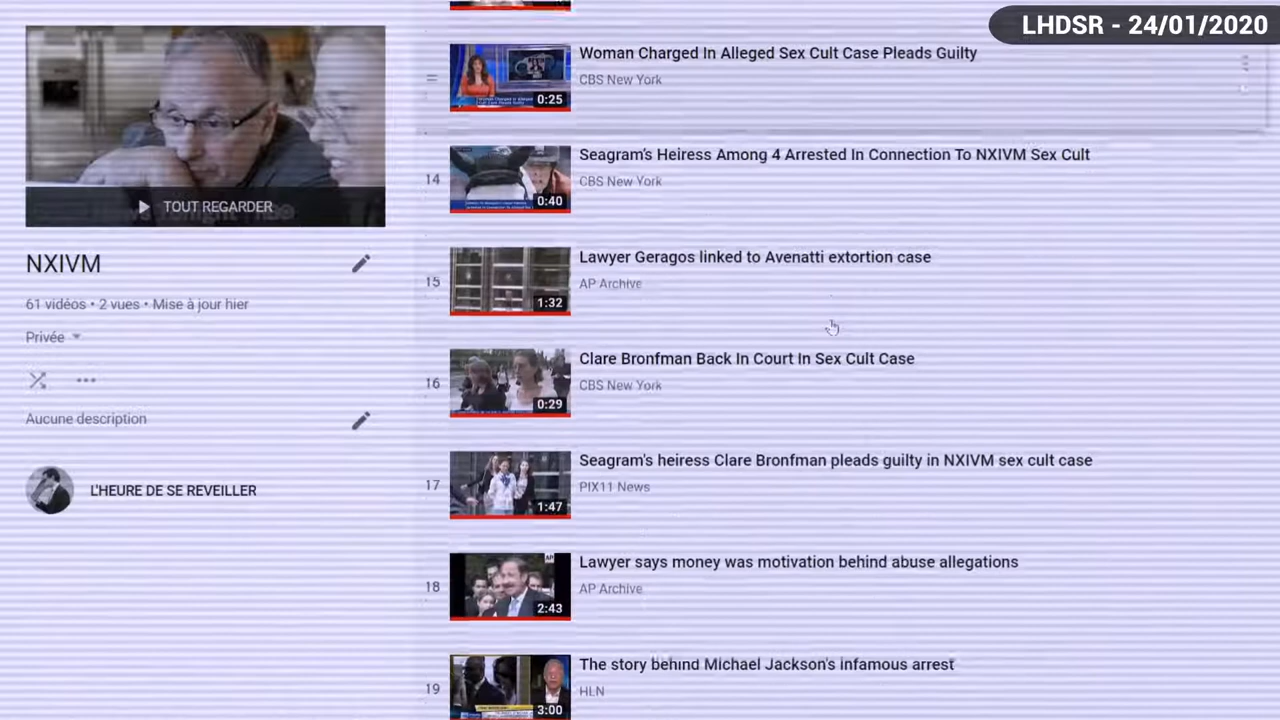 LHDSR - 24/01/2020
TOUT REGARDER
NXIVM
61 vidéos • 2 vues • Mise à jour hier
Privée
Aucune description
L'HEURE DE SE REVEILLER
Woman Charged In Alleged Sex Cult Case Pleads Guilty
CBS New York
0:25
14
Seagram's Heiress Among 4 Arrested In Connection To NXIVM Sex Cult
CBS New York
0:40
15
Lawyer Geragos linked to Avenatti extortion case
AP Archive
1:32
16
Clare Bronfman Back In Court In Sex Cult Case
CBS New York
0:29
17
Seagram's heiress Clare Bronfman pleads guilty in NXIVM sex cult case
PIX11 News
1:47
18
Lawyer says money was motivation behind abuse allegations
AP Archive
AP
2:43
19
The story behind Michael Jackson's infamous arrest
HLN
3:00